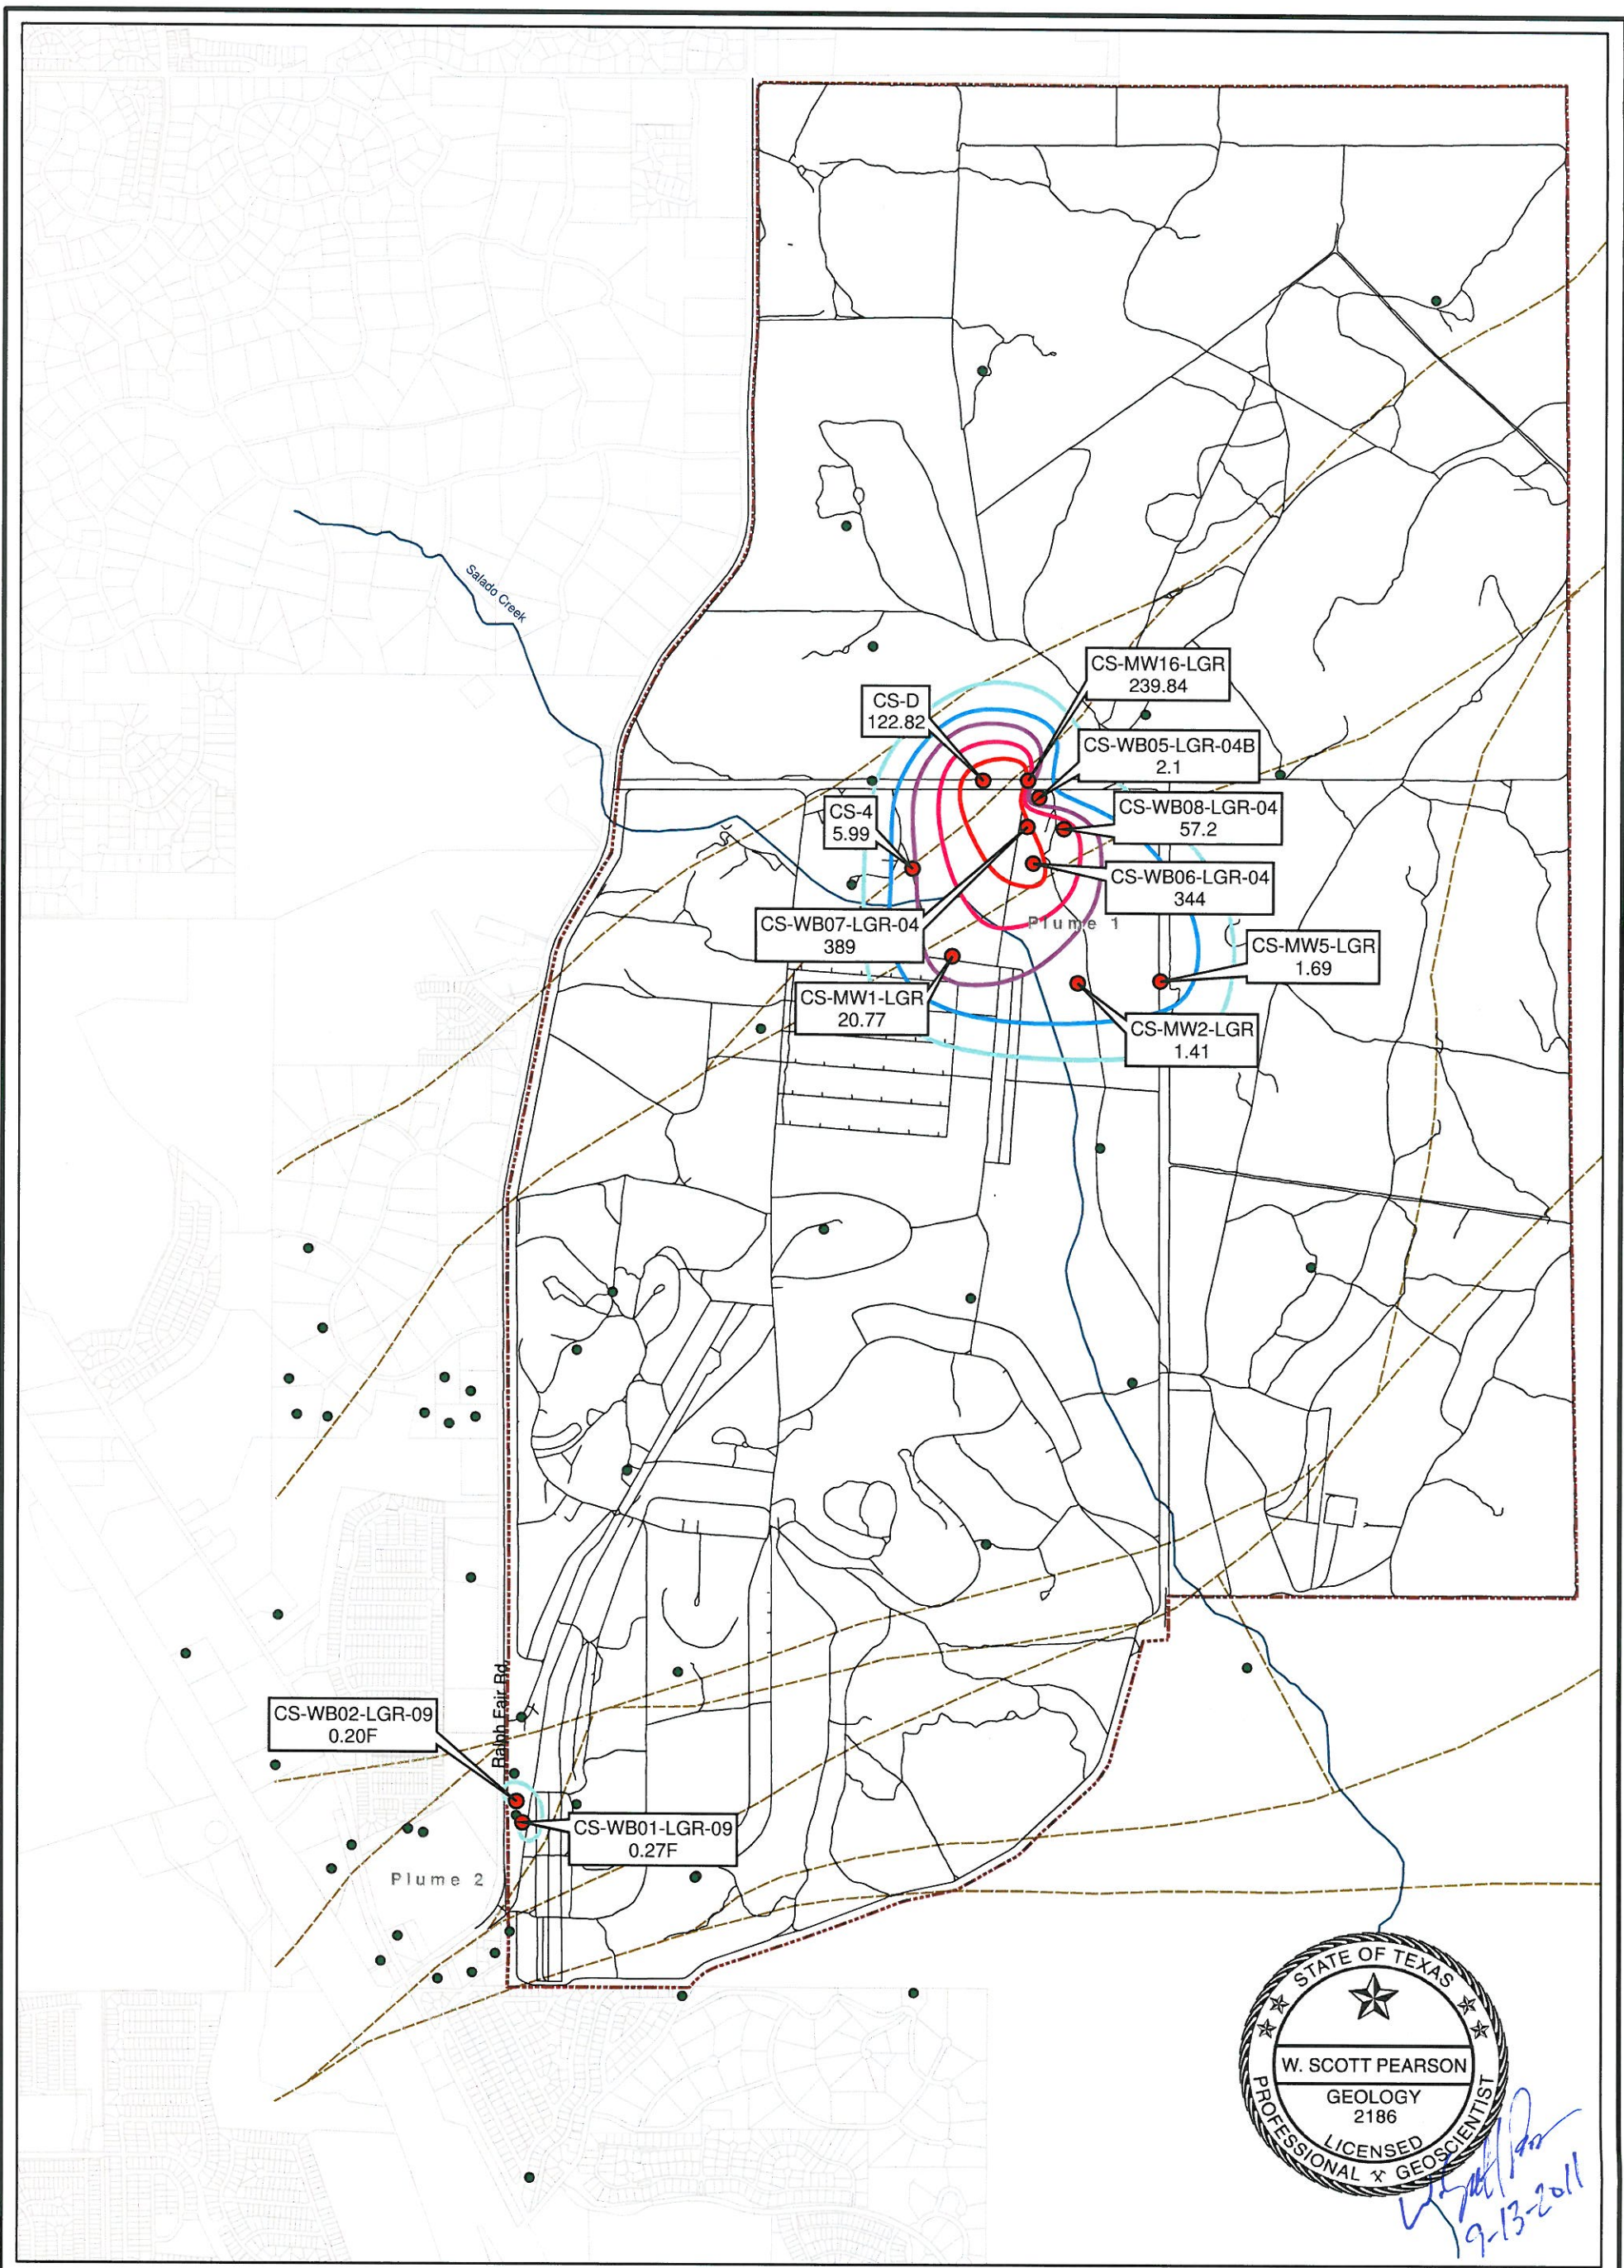 Salado Creek
CS-MW16-LGR
239.84
CS-D
122.82
CS-WB05-LGR-04B
2.1
CS-WB08-LGR-04
57.2
CS-4
5.99
CS-WB06-LGR-04
344
CS-WB07-LGR-04
389
Plume 1
CS-MW5-LGR
1.69
CS-MW1-LGR
20.77
CS-MW2-LGR
1.41
Ralph Fair Rd
CS-WB02-LGR-09
0.20F
CS-WB01-LGR-09
0.27F
Plume 2
STATE OF TEXAS
W. SCOTT PEARSON
GEOLOGY
2186
LICENSED
PROFESSIONAL GEOSCIENTIST
9-13-2011